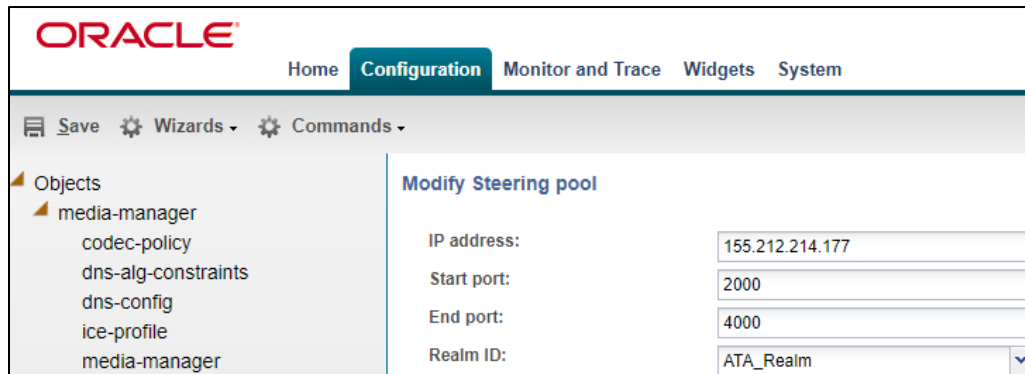 ORACLE
Home Configuration Monitor and Trace Widgets System
Save Wizards Commands
Objects
media-manager
codec-policy
dns-alg-constraints
dns-config
ice-profile
media-manager
Modify Steering pool
IP address: 155.212.214.177
Start port: 2000
End port: 4000
Realm ID: ATA_Realm